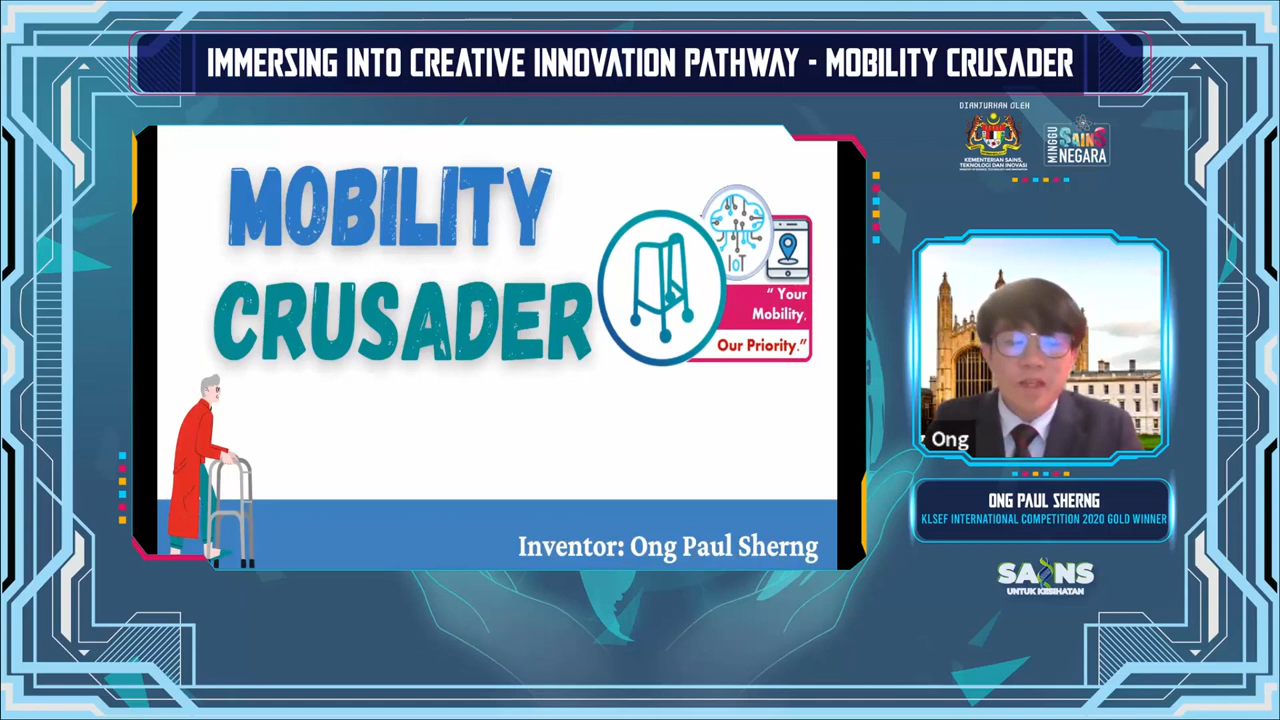 IMMERSING INTO CREATIVE INNOVATION PATHWAY - MOBILITY CRUSADER
DIANJURKAN OLEH
KEMENTERIAN SAINS,
TEKNOLOGI DAN INOVASI
MINGGU
SAINS
NEGARA
MOBILITY
CRUSADER
IoT
“ Your
Mobility,
Our Priority.”
Inventor: Ong Paul Sherng
Ong
ONG PAUL SHERNG
KLSEF INTERNATIONAL COMPETITION 2020 GOLD WINNER
SAINS
UNTUK KESIHATAN